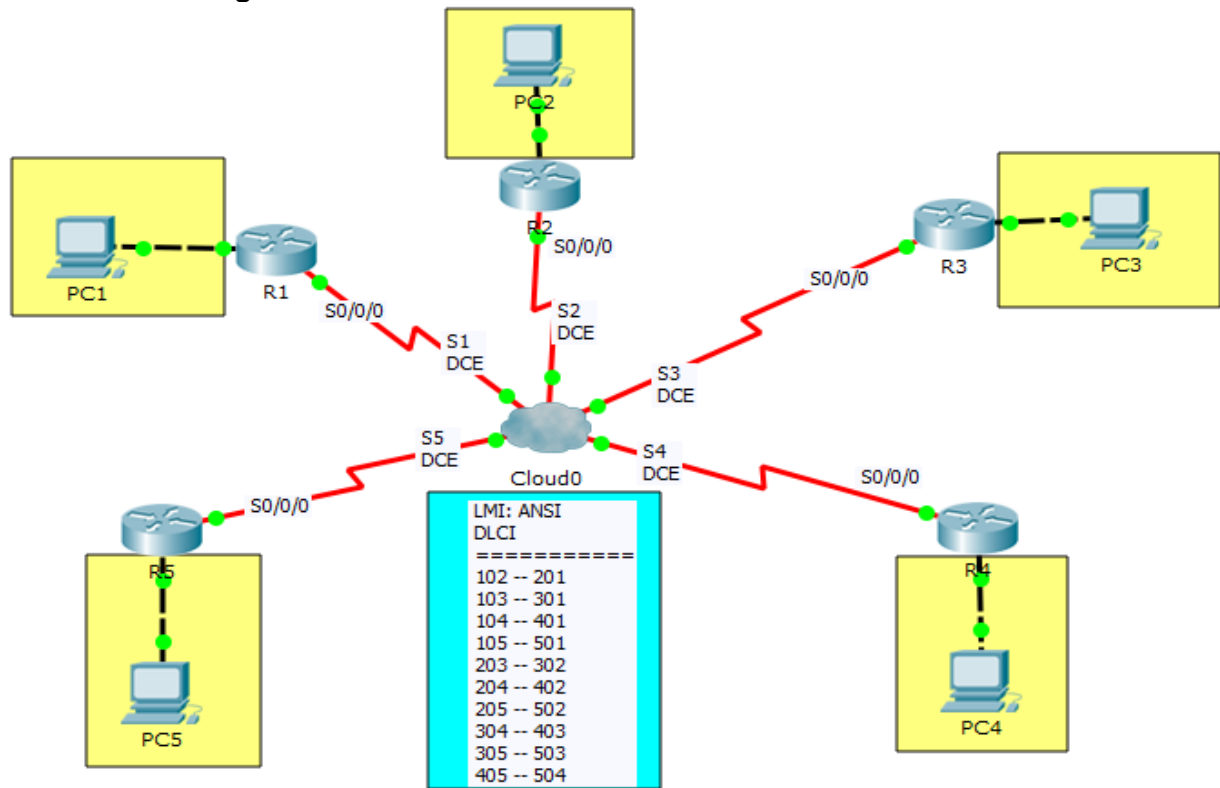 PC2
R2
S0/0/0
PC1
R1
S0/0/0
R3
PC3
S0/0/0
S1
DCE
S2
DCE
S3
DCE
S5
DCE
S4
DCE
S0/0/0
S0/0/0
Cloud0
R5
R4
PC5
PC4
LMI: ANSI
DLCI
===========
102 -- 201
103 -- 301
104 -- 401
105 -- 501
203 -- 302
204 -- 402
205 -- 502
304 -- 403
305 -- 503
405 -- 504